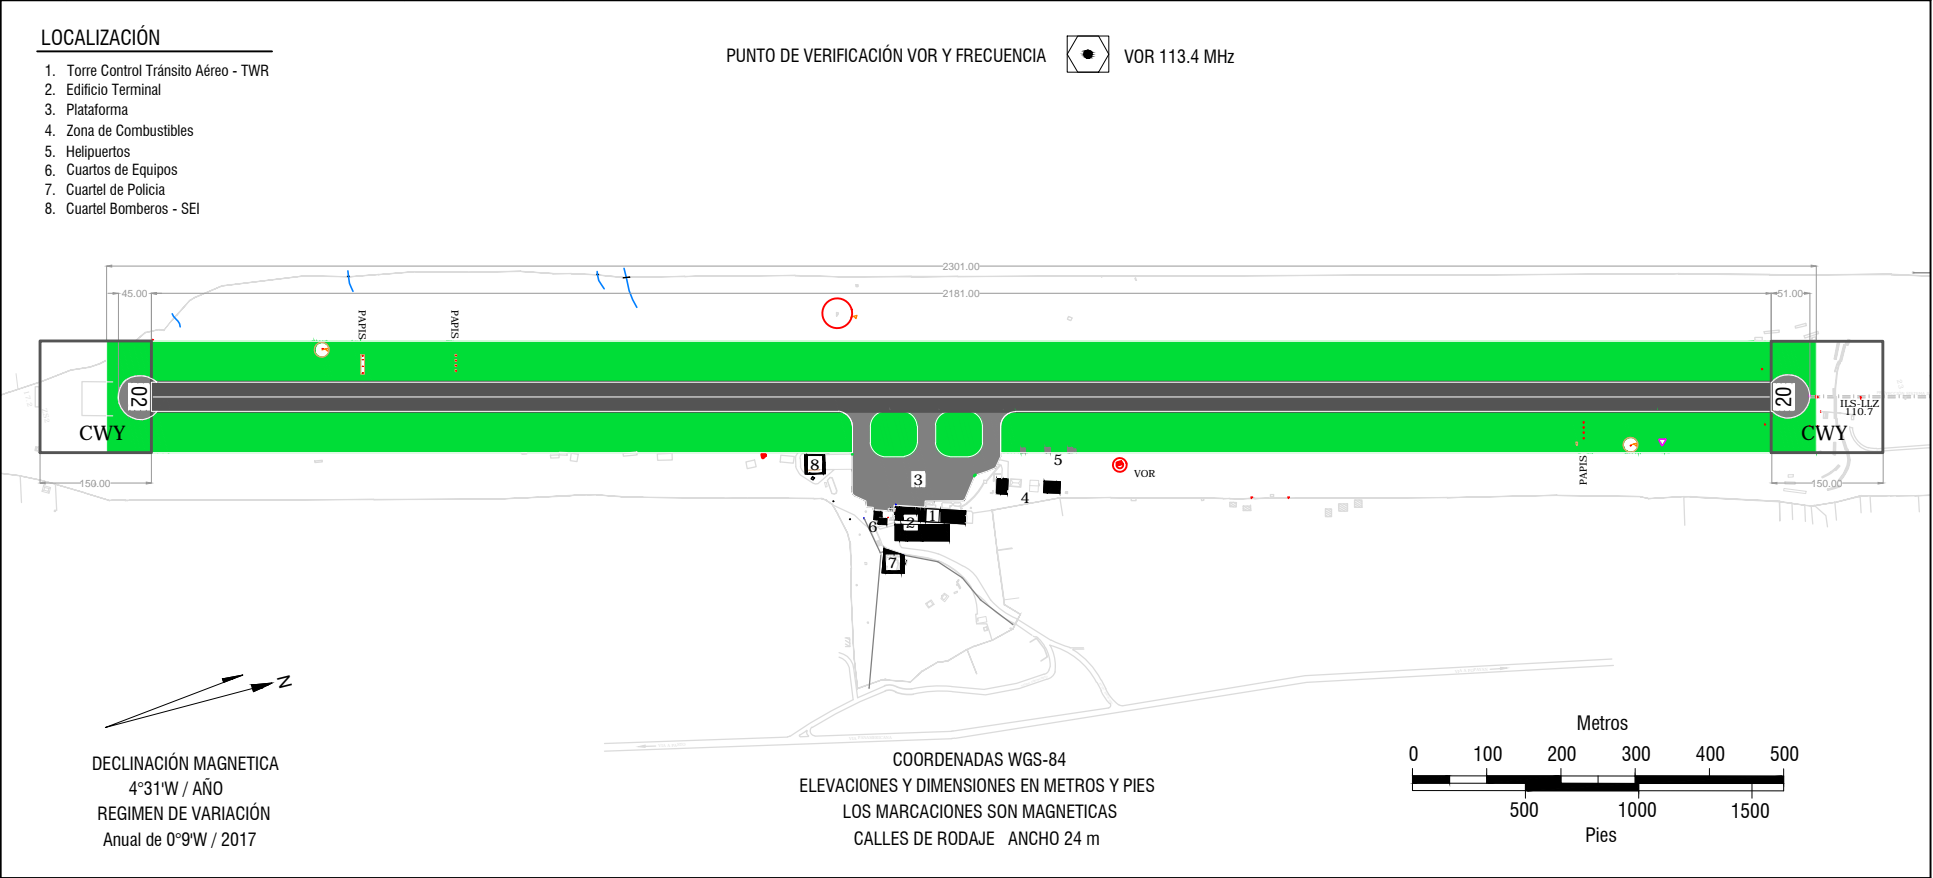 LOCALIZACIÓN
1. Torre Control Tránsito Aéreo - TWR
2. Edificio Terminal
3. Plataforma
4. Zona de Combustibles
5. Helipuertos
6. Cuartos de Equipos
7. Cuartel de Policia
8. Cuartel Bomberos - SEI
PUNTO DE VERIFICACIÓN VOR Y FRECUENCIA
VOR 113.4 MHz
2301.00
45.00
2181.00
51.00
PAPIS
PAPIS
02
20
ILS-LLZ
110.7
CWY
CWY
8
3
5
VOR
PAPIS
150.00
150.00
4
6
2
1
7
N
DECLINACIÓN MAGNETICA
4°31'W / AÑO
REGIMEN DE VARIACIÓN
Anual de 0°9'W / 2017
COORDENADAS WGS-84
ELEVACIONES Y DIMENSIONES EN METROS Y PIES
LOS MARCACIONES SON MAGNETICAS
CALLES DE RODAJE ANCHO 24 m
Metros
0 100 200 300 400 500
500 1000 1500
Pies